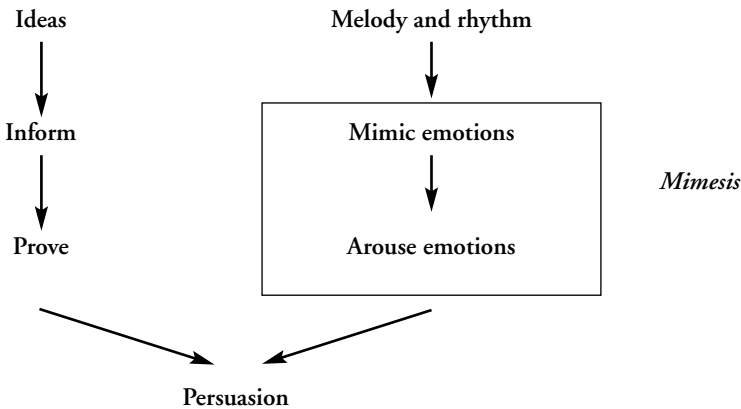 Ideas
Melody and rhythm
Inform
Mimic emotions
Mimesis
Prove
Arouse emotions
Persuasion